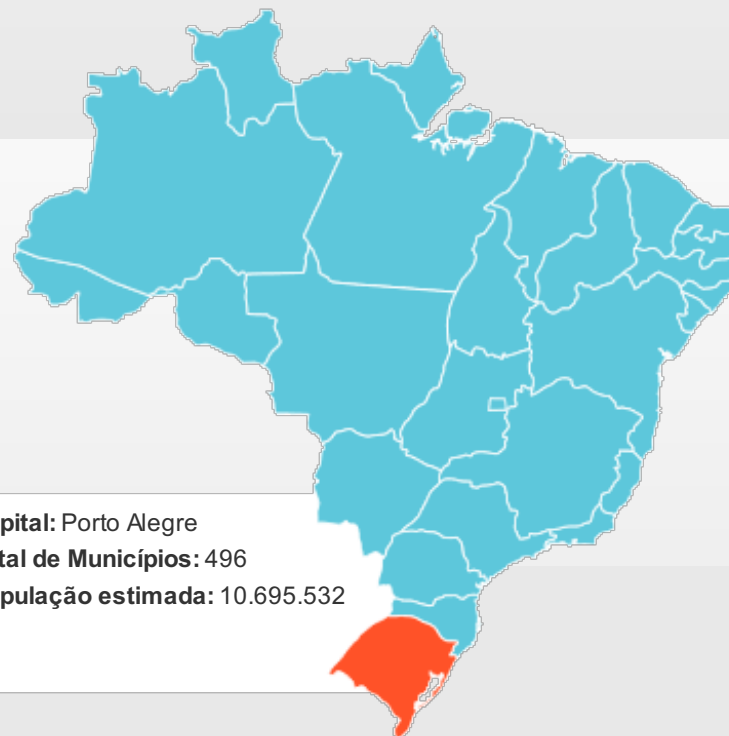 pital: Porto Alegre
tal de Municípios: 496
pulação estimada: 10.695.532